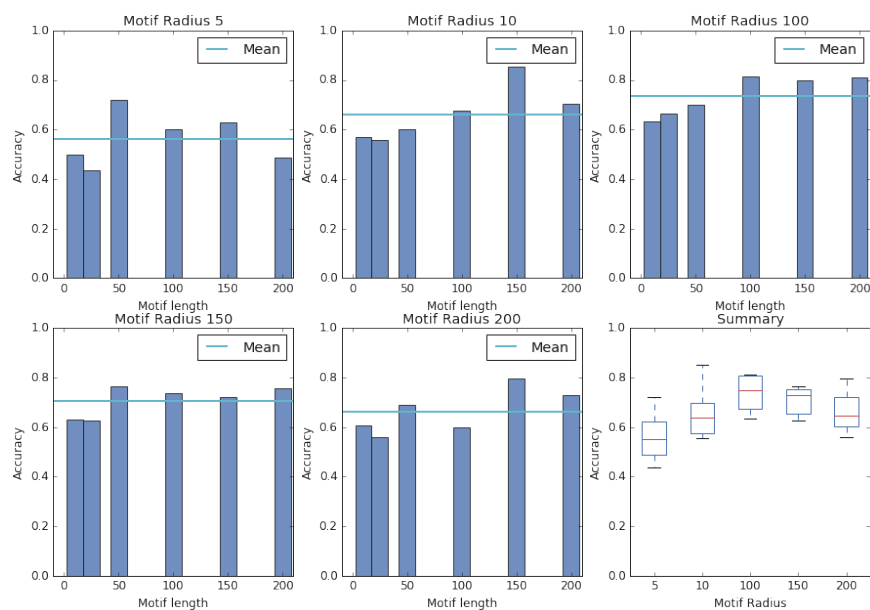 Motif Radius 5
Mean
Accuracy
1.0
0.8
0.6
0.4
0.2
0.0
0 50 100 150 200
Motif length
Motif Radius 10
Mean
Accuracy
1.0
0.8
0.6
0.4
0.2
0.0
0 50 100 150 200
Motif length
Motif Radius 100
Mean
Accuracy
1.0
0.8
0.6
0.4
0.2
0.0
0 50 100 150 200
Motif length
Motif Radius 150
Mean
Accuracy
1.0
0.8
0.6
0.4
0.2
0.0
0 50 100 150 200
Motif length
Motif Radius 200
Mean
Accuracy
1.0
0.8
0.6
0.4
0.2
0.0
0 50 100 150 200
Motif length
Summary
Accuracy
1.0
0.8
0.6
0.4
0.2
0.0
5 10 100 150 200
Motif Radius